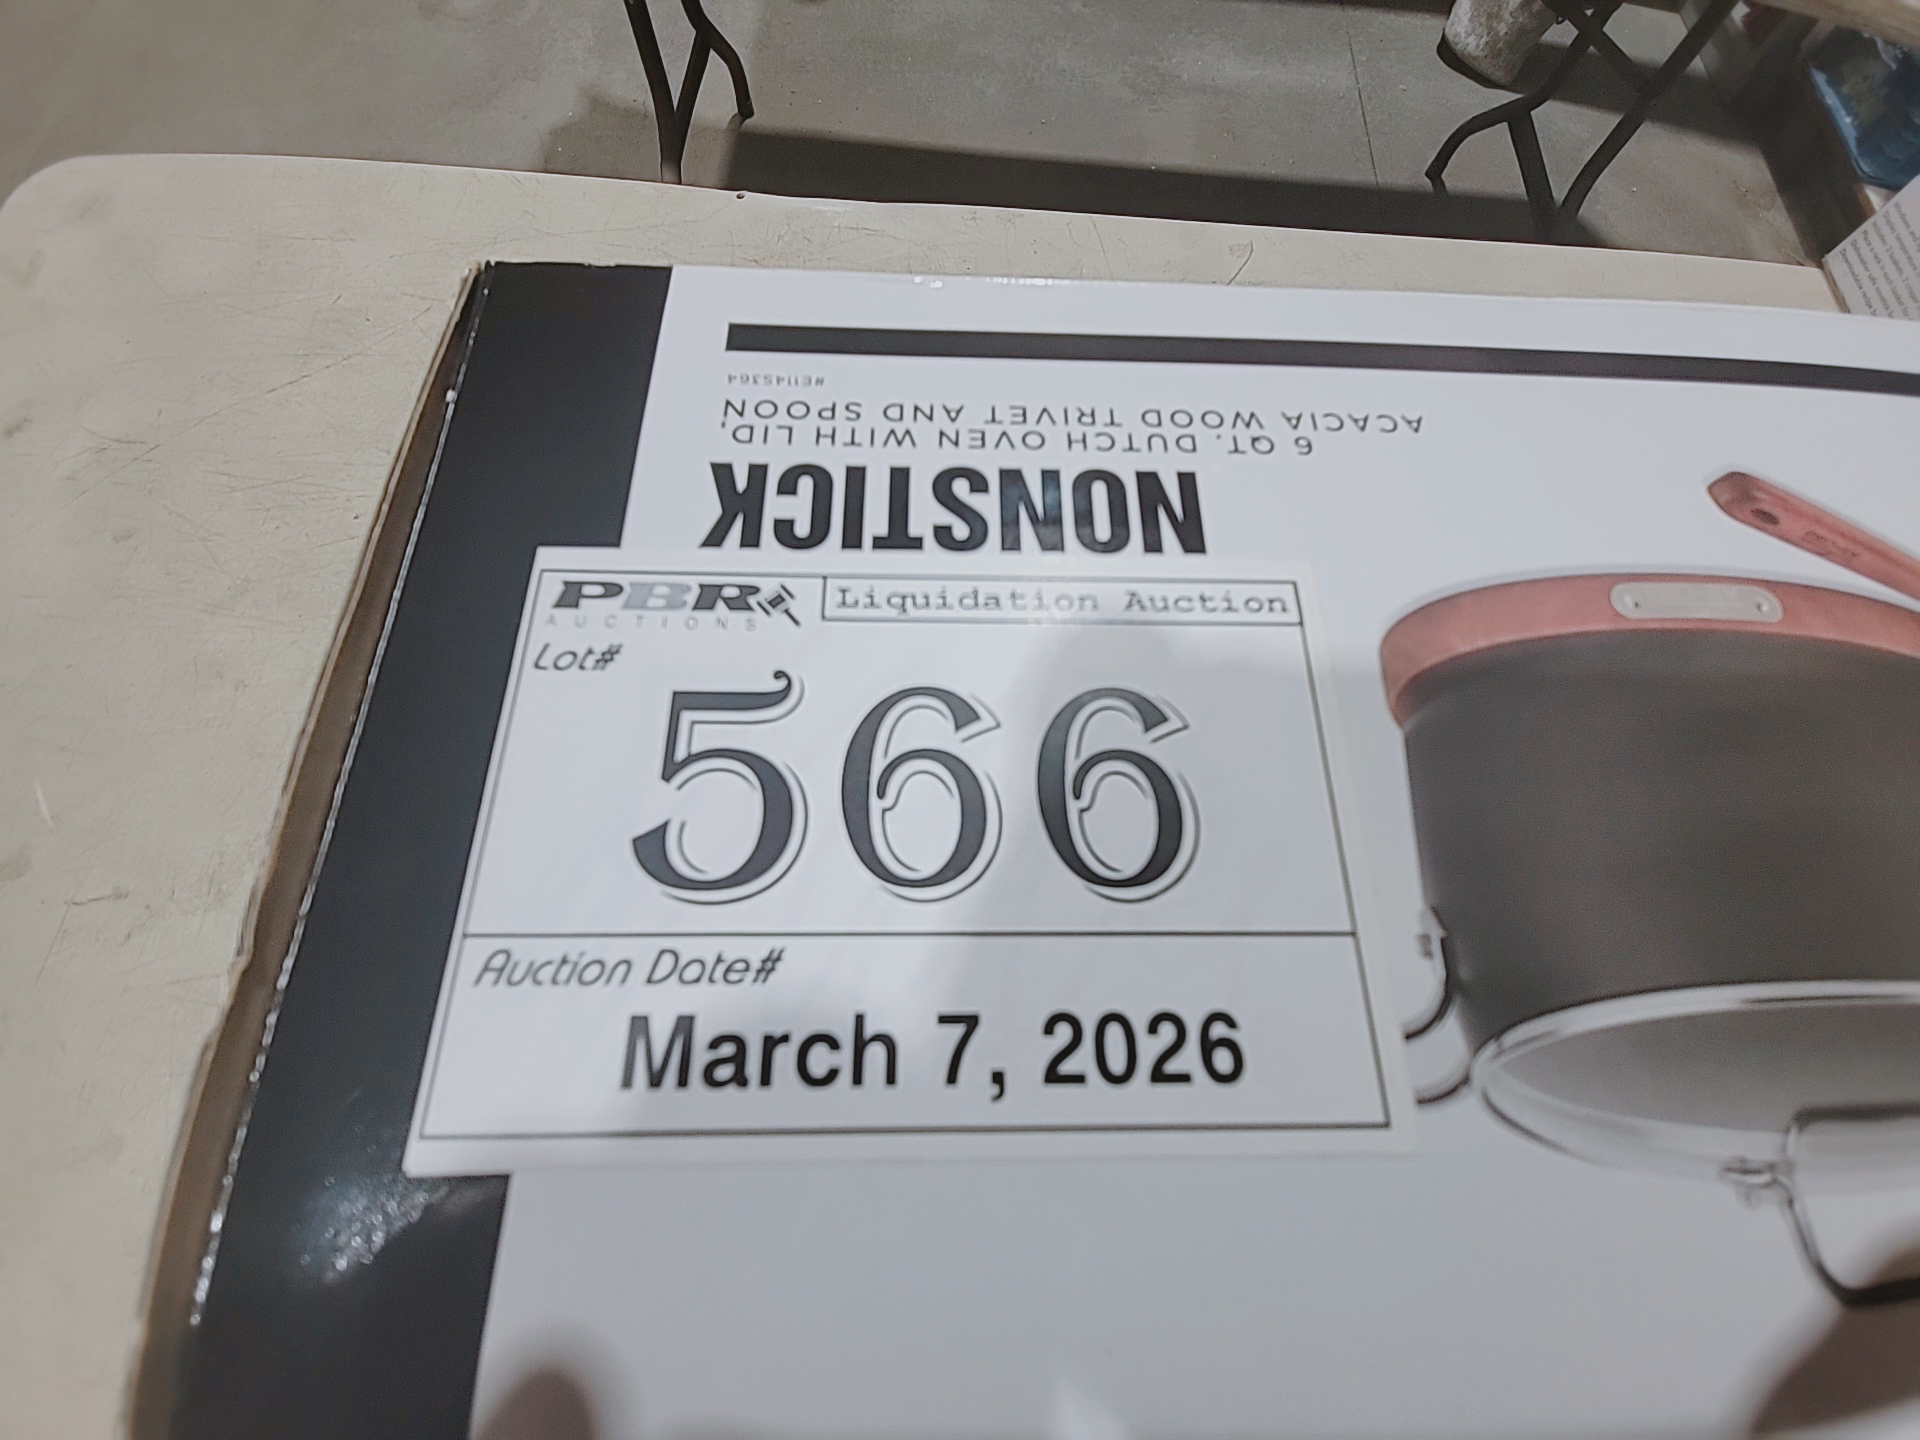 NONSTICK
6 QT. DUTCH OVEN WITH LID,
ACACIA WOOD TRIVET AND SPOON
#E1145364
PBR
AUCTIONS
Liquidation Auction
Lot#
566
Auction Date#
March 7, 2026